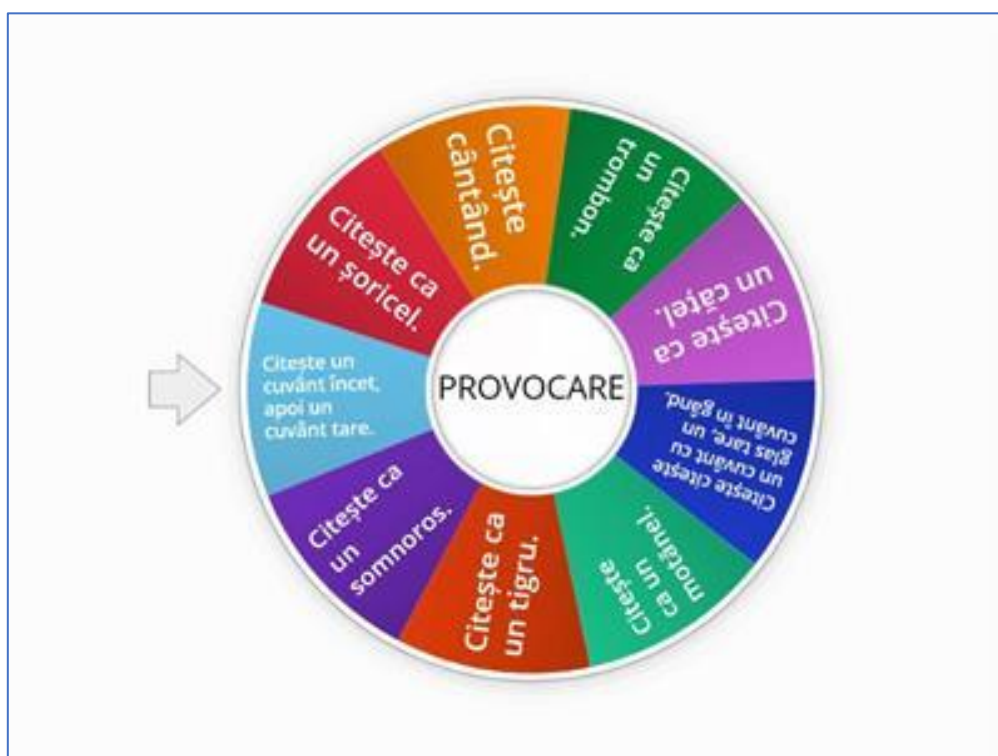 Citește
cântând.
Citește ca
un
trombon.
Citește ca
un cățel.
Citește citește
un cuvânt cu
glas tare, un
cuvânt în gând.
Citește
ca un
motănel.
Citește ca
un tigru.
Citește ca
un
somnoros.
Citește un
cuvânt încet,
apoi un
cuvânt tare.
Citește ca
un șoricel.
PROVOCARE